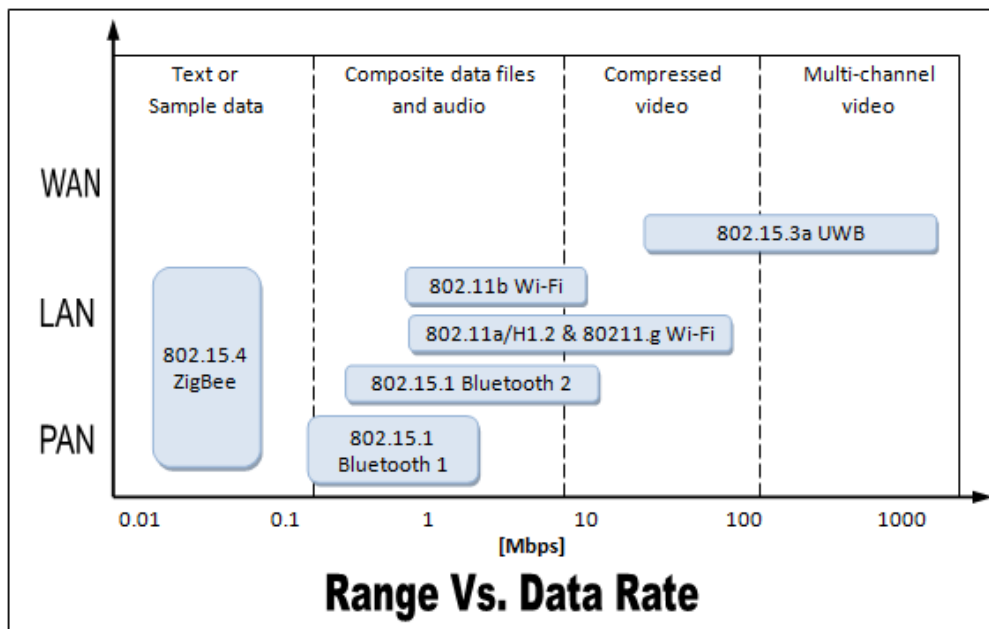 Text or
Sample data
Composite data files
and audio
Compressed
video
Multi-channel
video
WAN
802.15.3a UWB
802.11b Wi-Fi
LAN
802.11a/H1.2 & 80211.g Wi-Fi
802.15.4
ZigBee
802.15.1 Bluetooth 2
PAN
802.15.1
Bluetooth 1
0.01 0.1 1 10 100 1000
[Mbps]
Range Vs. Data Rate